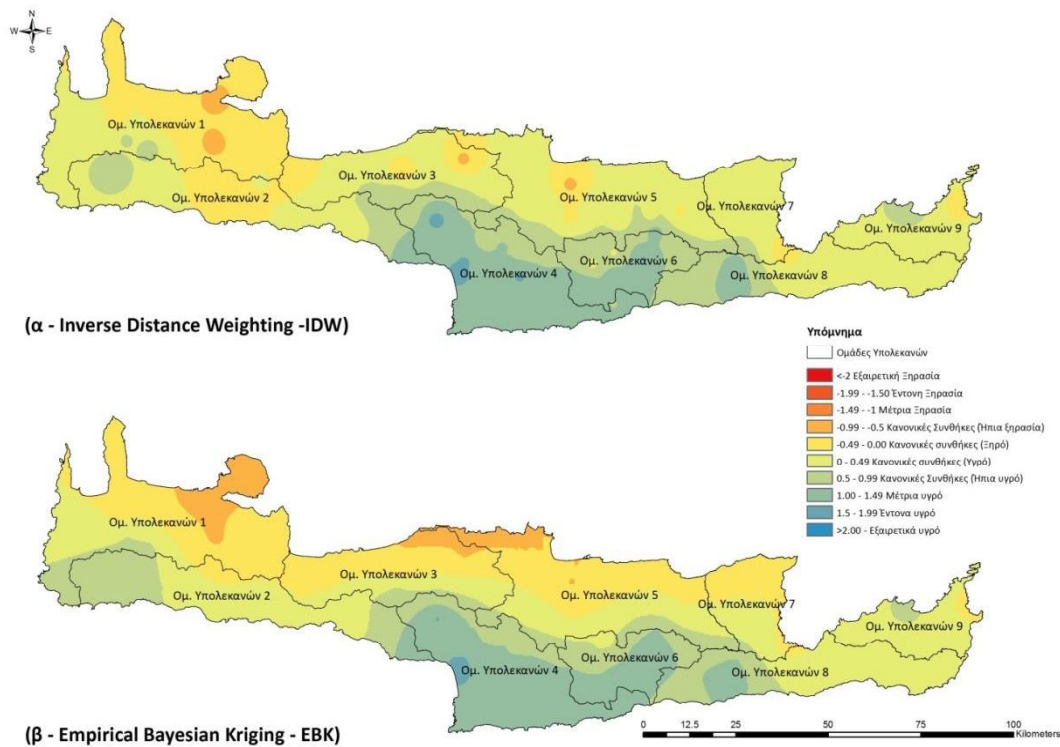 N
W E
S
Ομ. Υπολεκανών 1
Ομ. Υπολεκανών 2
Ομ. Υπολεκανών 3
Ομ. Υπολεκανών 4
Ομ. Υπολεκανών 5
Ομ. Υπολεκανών 6
Ομ. Υπολεκανών 7
Ομ. Υπολεκανών 8
Ομ. Υπολεκανών 9
(α - Inverse Distance Weighting -IDW)
Υπόμνημα
Ομάδες Υπολεκανών
<-2 Εξαιρετική Ξηρασία
-1.99 - -1.50 Έντονη Ξηρασία
-1.49 - -1 Μέτρια Ξηρασία
-0.99 - -0.5 Κανονικές Συνθήκες (Ήπια ξηρασία)
-0.49 - 0.00 Κανονικές συνθήκες (Ξηρό)
0 - 0.49 Κανονικές συνθήκες (Υγρό)
0.5 - 0.99 Κανονικές Συνθήκες (Ήπια υγρό)
1.00 - 1.49 Μέτρια υγρό
1.5 - 1.99 Έντονα υγρό
>2.00 - Εξαιρετικά υγρό
Ομ. Υπολεκανών 1
Ομ. Υπολεκανών 2
Ομ. Υπολεκανών 3
Ομ. Υπολεκανών 4
Ομ. Υπολεκανών 5
Ομ. Υπολεκανών 6
Ομ. Υπολεκανών 7
Ομ. Υπολεκανών 8
Ομ. Υπολεκανών 9
(β - Empirical Bayesian Kriging - EBK)
0 12.5 25 50 75 100
Kilometers